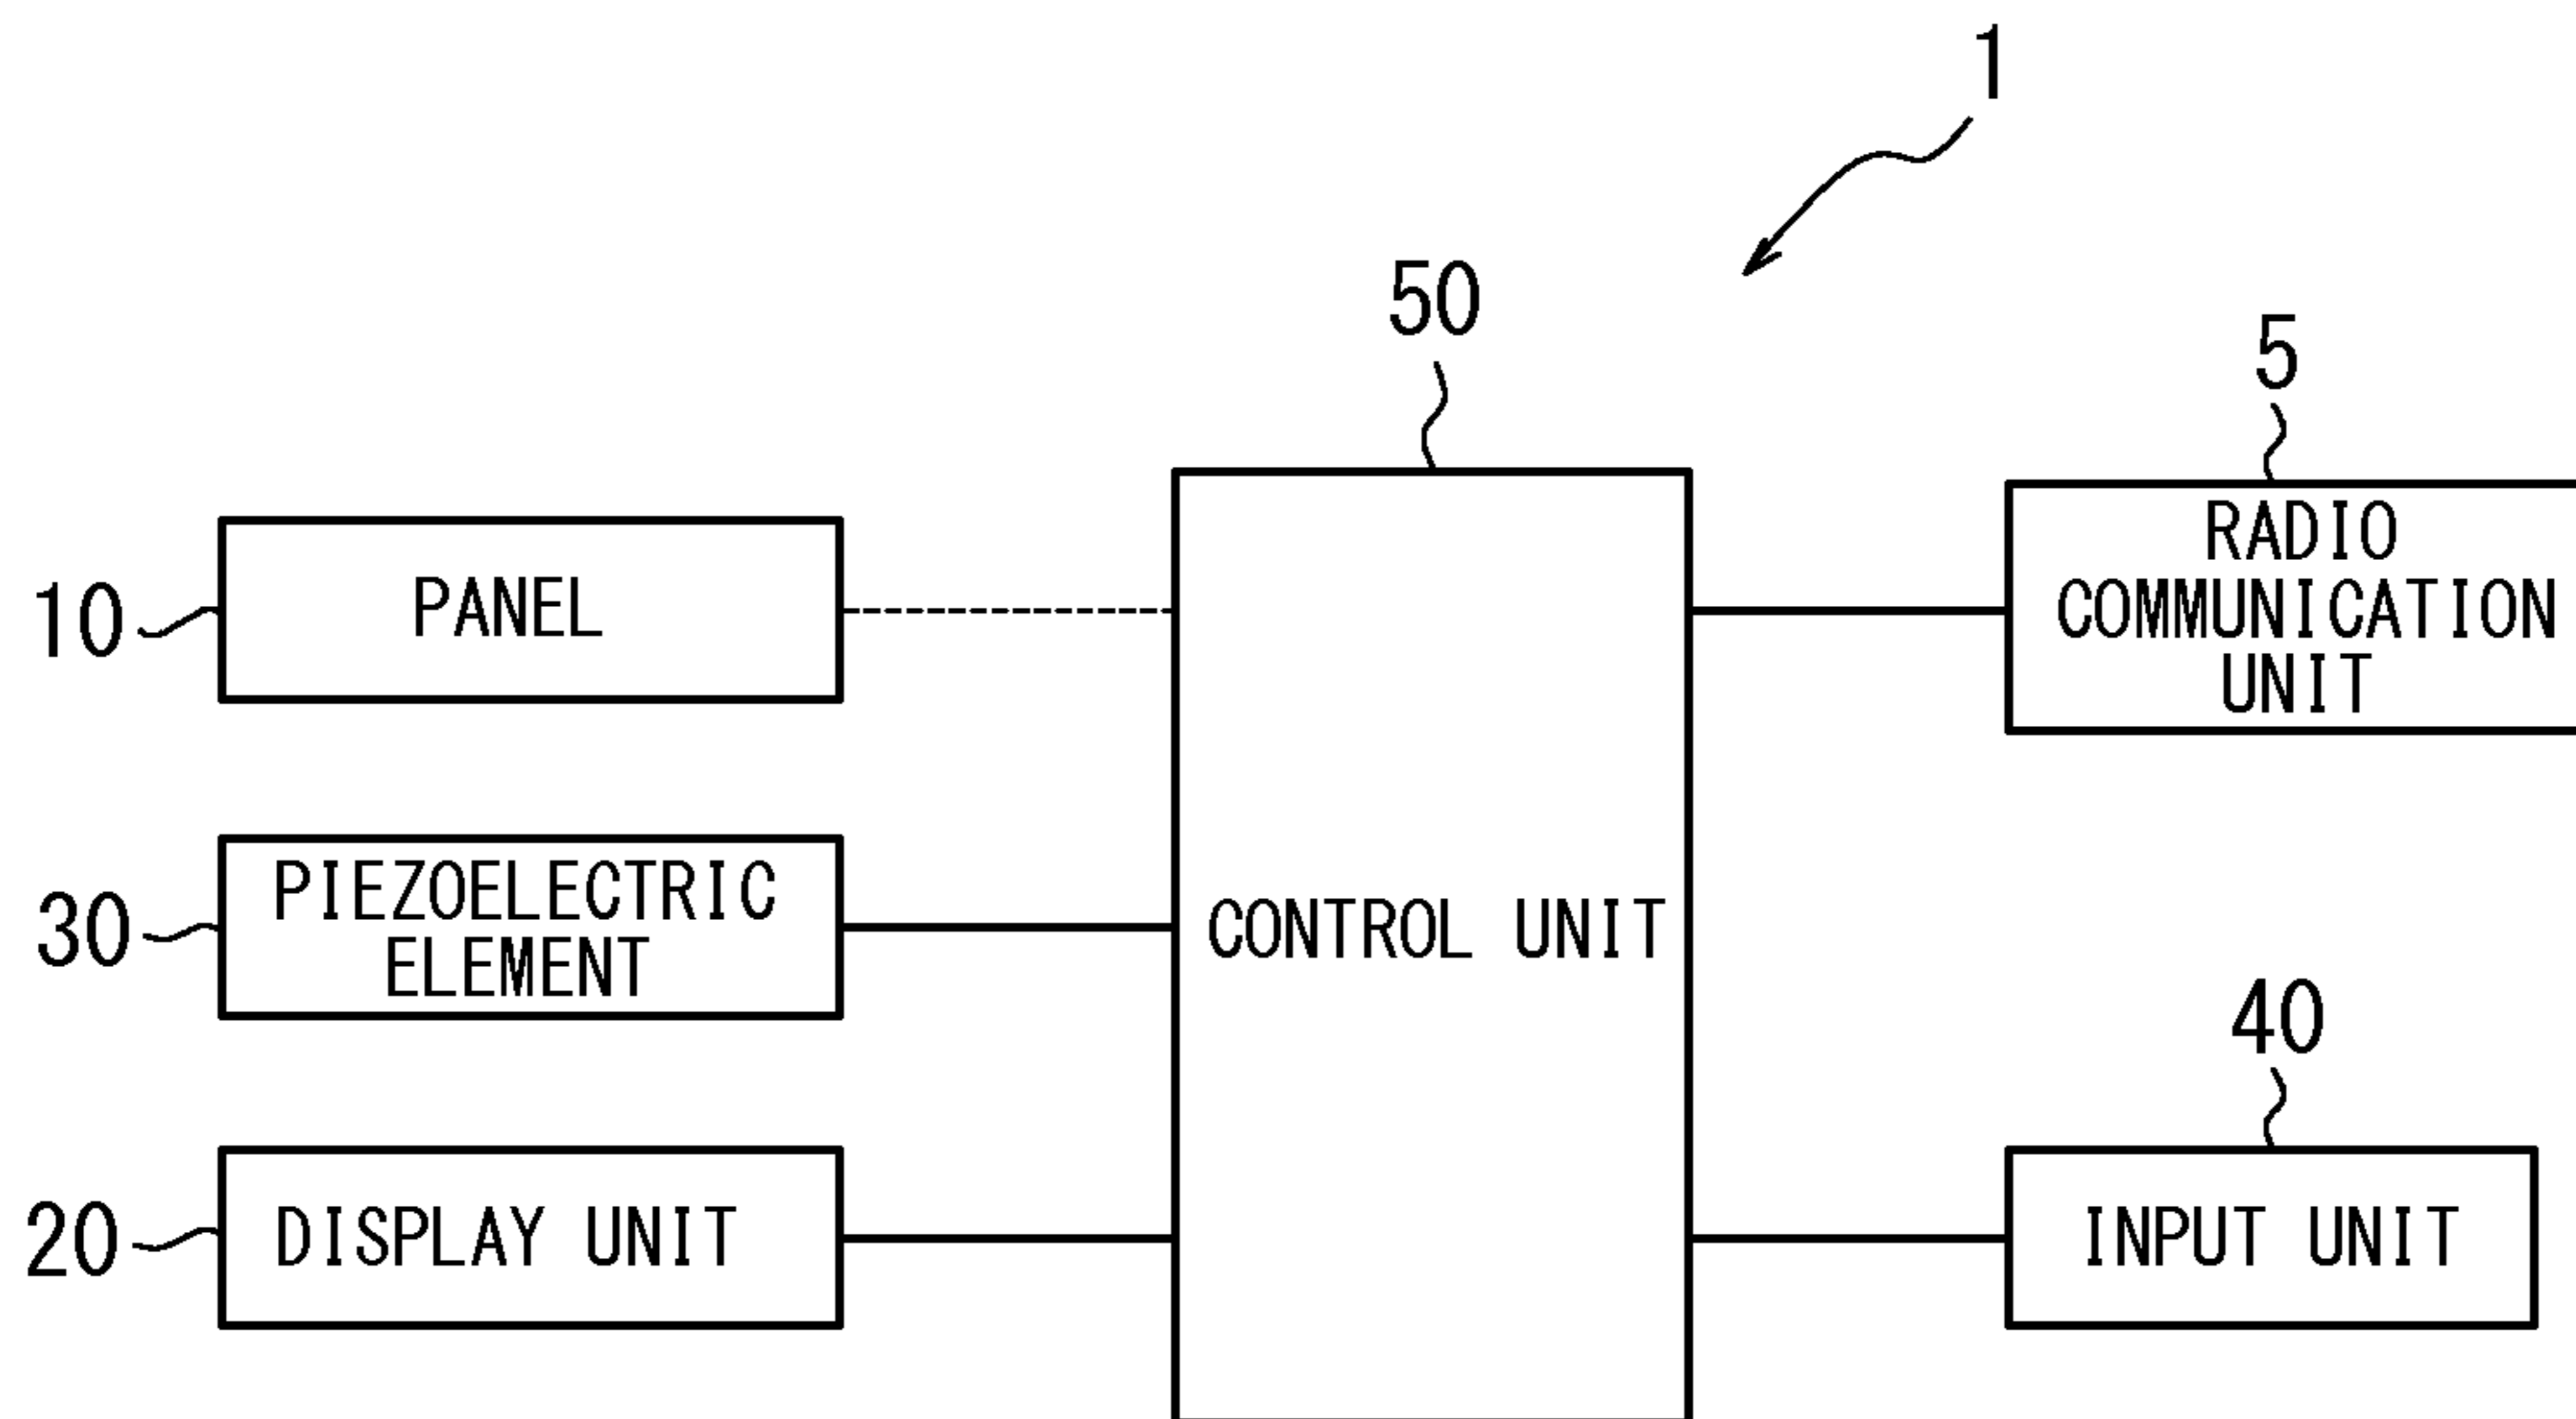 1
50
5
RADIO
COMMUNICATION
UNIT
10
PANEL
30
PIEZOELECTRIC
ELEMENT
CONTROL UNIT
40
20
DISPLAY UNIT
INPUT UNIT